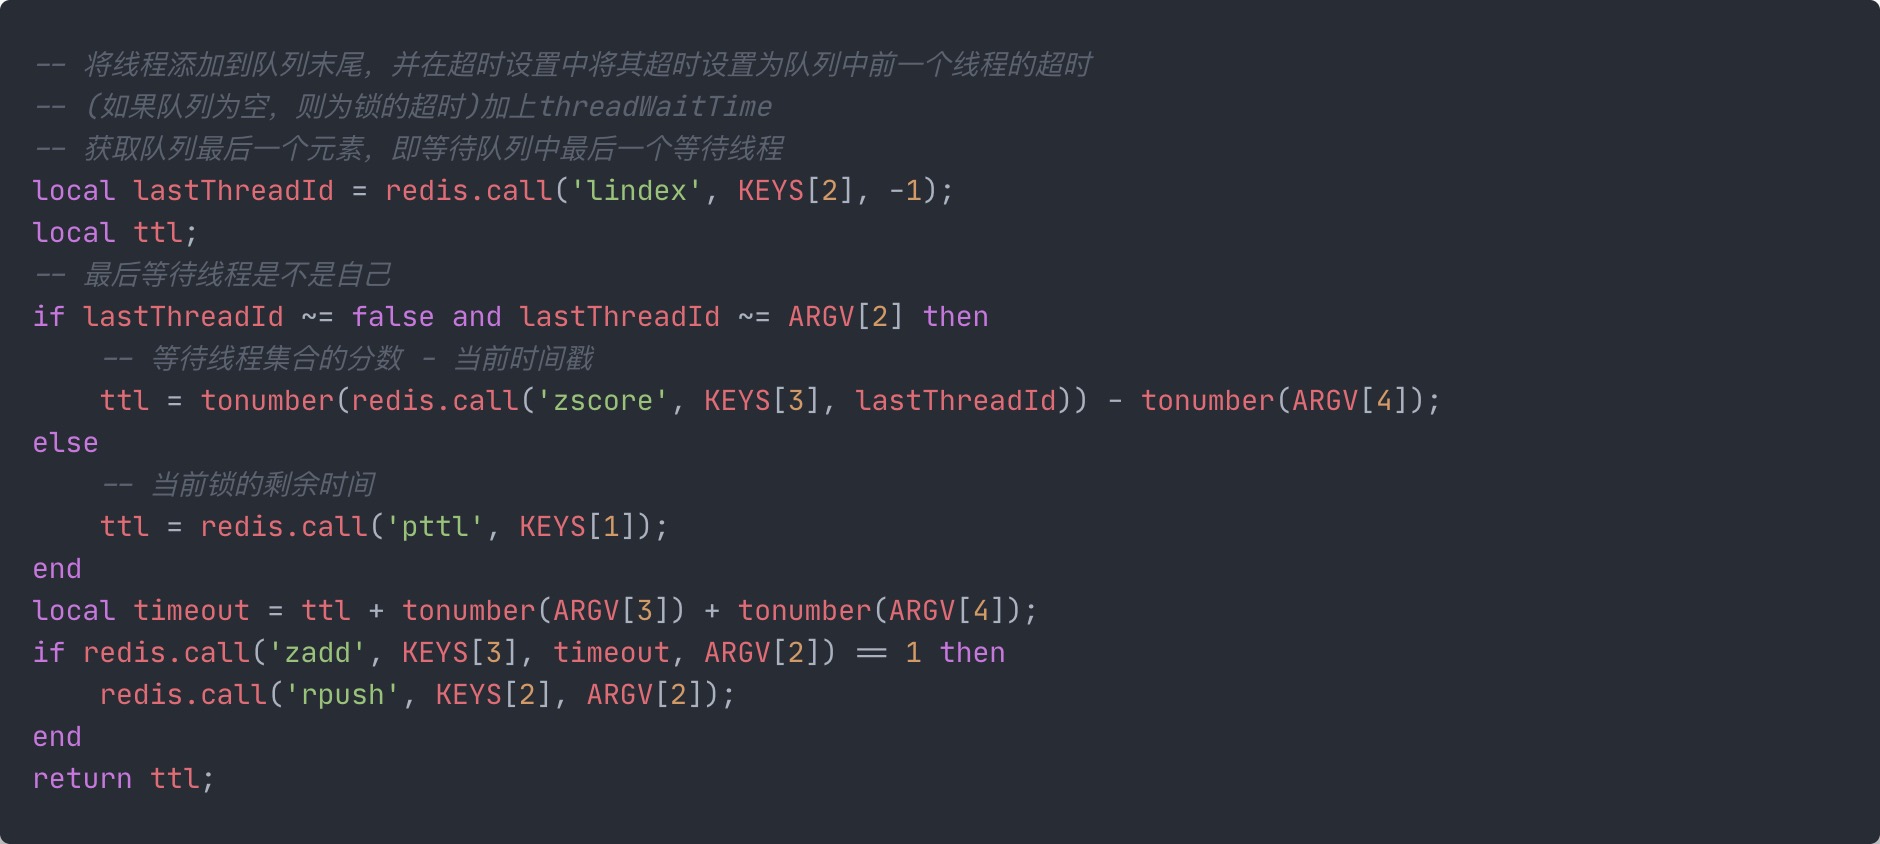 -- 将线程添加到队列末尾，并在超时设置中将其超时设置为队列中前一个线程的超时
-- (如果队列为空，则为锁的超时)加上threadWaitTime
-- 获取队列最后一个元素，即等待队列中最后一个等待线程
local lastThreadId = redis.call('lindex', KEYS[2], -1);
local ttl;
-- 最后等待线程是不是自己
if lastThreadId ~= false and lastThreadId ~= ARGV[2] then
    -- 等待线程集合的分数 - 当前时间戳
    ttl = tonumber(redis.call('zscore', KEYS[3], lastThreadId)) - tonumber(ARGV[4]);
else
    -- 当前锁的剩余时间
    ttl = redis.call('pttl', KEYS[1]);
end
local timeout = ttl + tonumber(ARGV[3]) + tonumber(ARGV[4]);
if redis.call('zadd', KEYS[3], timeout, ARGV[2]) == 1 then
    redis.call('rpush', KEYS[2], ARGV[2]);
end
return ttl;